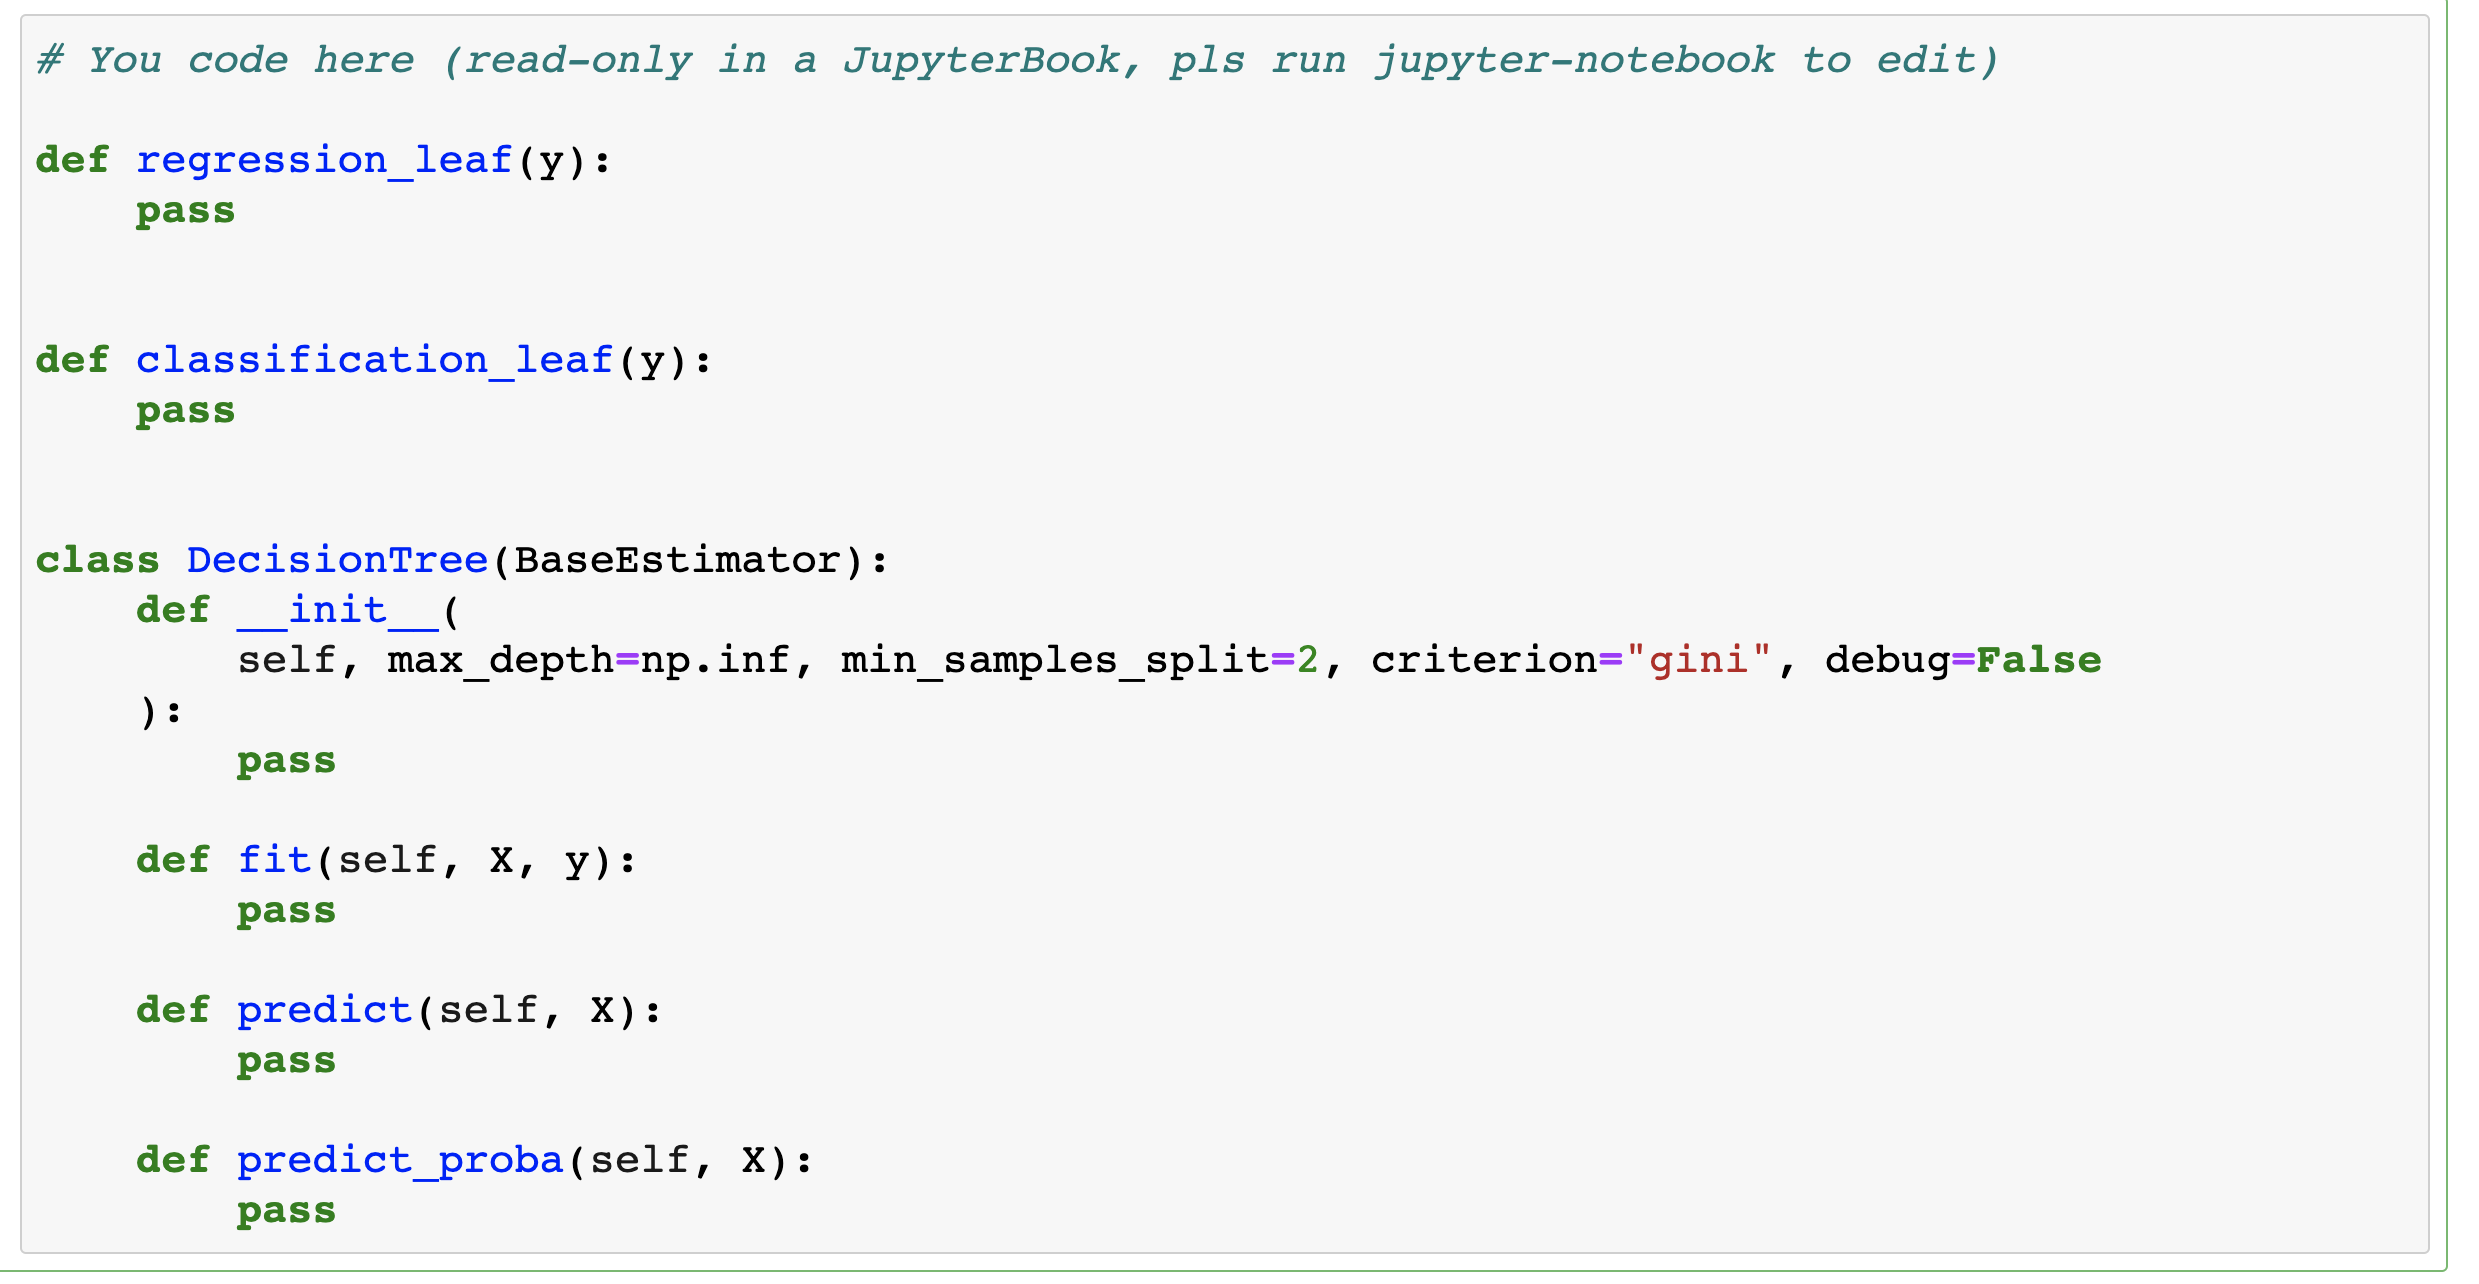 # You code here (read-only in a JupyterBook, pls run jupyter-notebook to edit)
def regression_leaf(y):
    pass
def classification_leaf(y):
    pass
class DecisionTree(BaseEstimator):
    def __init__(
        self, max_depth=np.inf, min_samples_split=2, criterion="gini", debug=False
    ):
        pass
    def fit(self, X, y):
        pass
    def predict(self, X):
        pass
    def predict_proba(self, X):
        pass